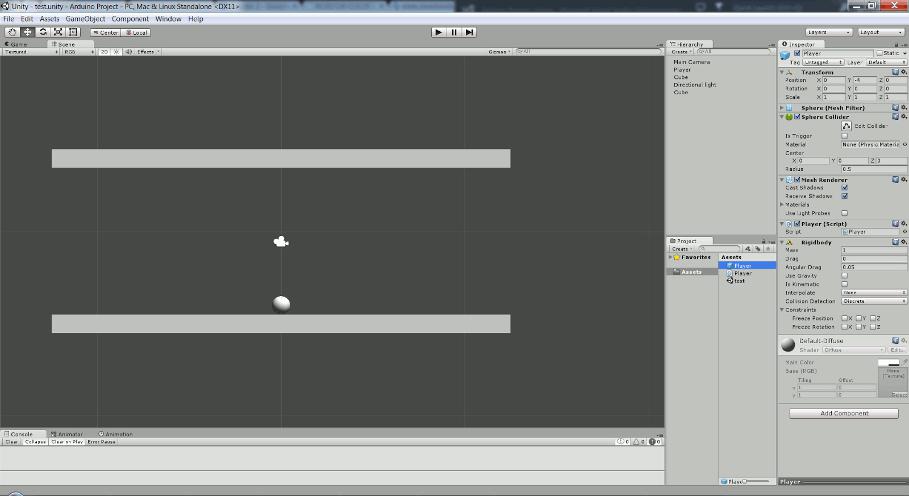 Unity - test.unity - Arduino Project - PC, Mac & Linux Standalone <DX11>
File Edit Assets GameObject Component Window Help
Center Local Layers Layout
Game Scene
Textured RGB 2D Effects Gizmos All
Hierarchy
Create All
Main Camera
Player
Cube
Directional light
Cube
Project
Create
Favorites
Assets
Assets
Player
Player
test
Player
Inspector
Player Static
Tag Untagged Layer Default
Transform
Position X 0 Y -4 Z 0
Rotation X 0 Y 0 Z 0
Scale X 1 Y 1 Z 1
Sphere (Mesh Filter)
Sphere Collider
Edit Collider
Is Trigger
Material None (Physic Materia
Center
X 0 Y 0 Z 0
Radius 0.5
Mesh Renderer
Cast Shadows
Receive Shadows
Materials
Use Light Probes
Player (Script)
Script Player
Rigidbody
Mass 1
Drag 0
Angular Drag 0.05
Use Gravity
Is Kinematic
Interpolate None
Collision Detection Discrete
Constraints
Freeze Position X Y Z
Freeze Rotation X Y Z
Default-Diffuse
Shader Diffuse Edit...
Main Color
Base (RGB) None (Texture)
Tiling Offset
x 1 0
y 1 0 Select
Add Component
Player
Console Animator Animation
Clear Collapse Clear on Play Error Pause 0 0 0